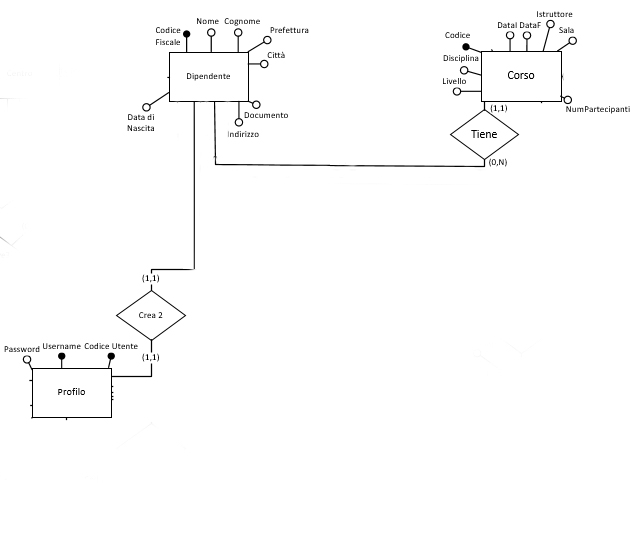 Istruttore
Nome Cognome
Prefettura
DataI DataF
Sala
Codice
Fiscale
Codice
Città
Disciplina
Dipendente
Corso
Livello
Documento
Data di
Nascita
Indirizzo
(1,1)
NumPartecipanti
Tiene
(0,N)
(1,1)
Crea 2
Password Username Codice Utente
(1,1)
Profilo